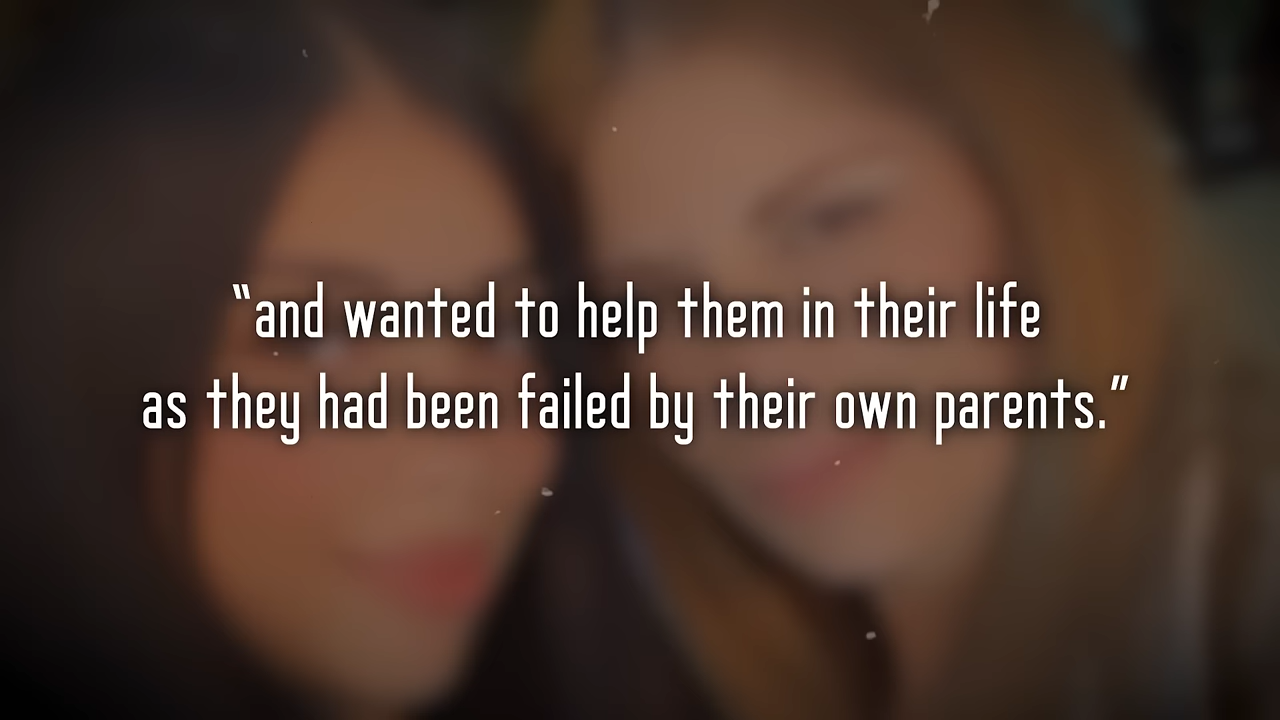 “and wanted to help them in their life
as they had been failed by their own parents.”